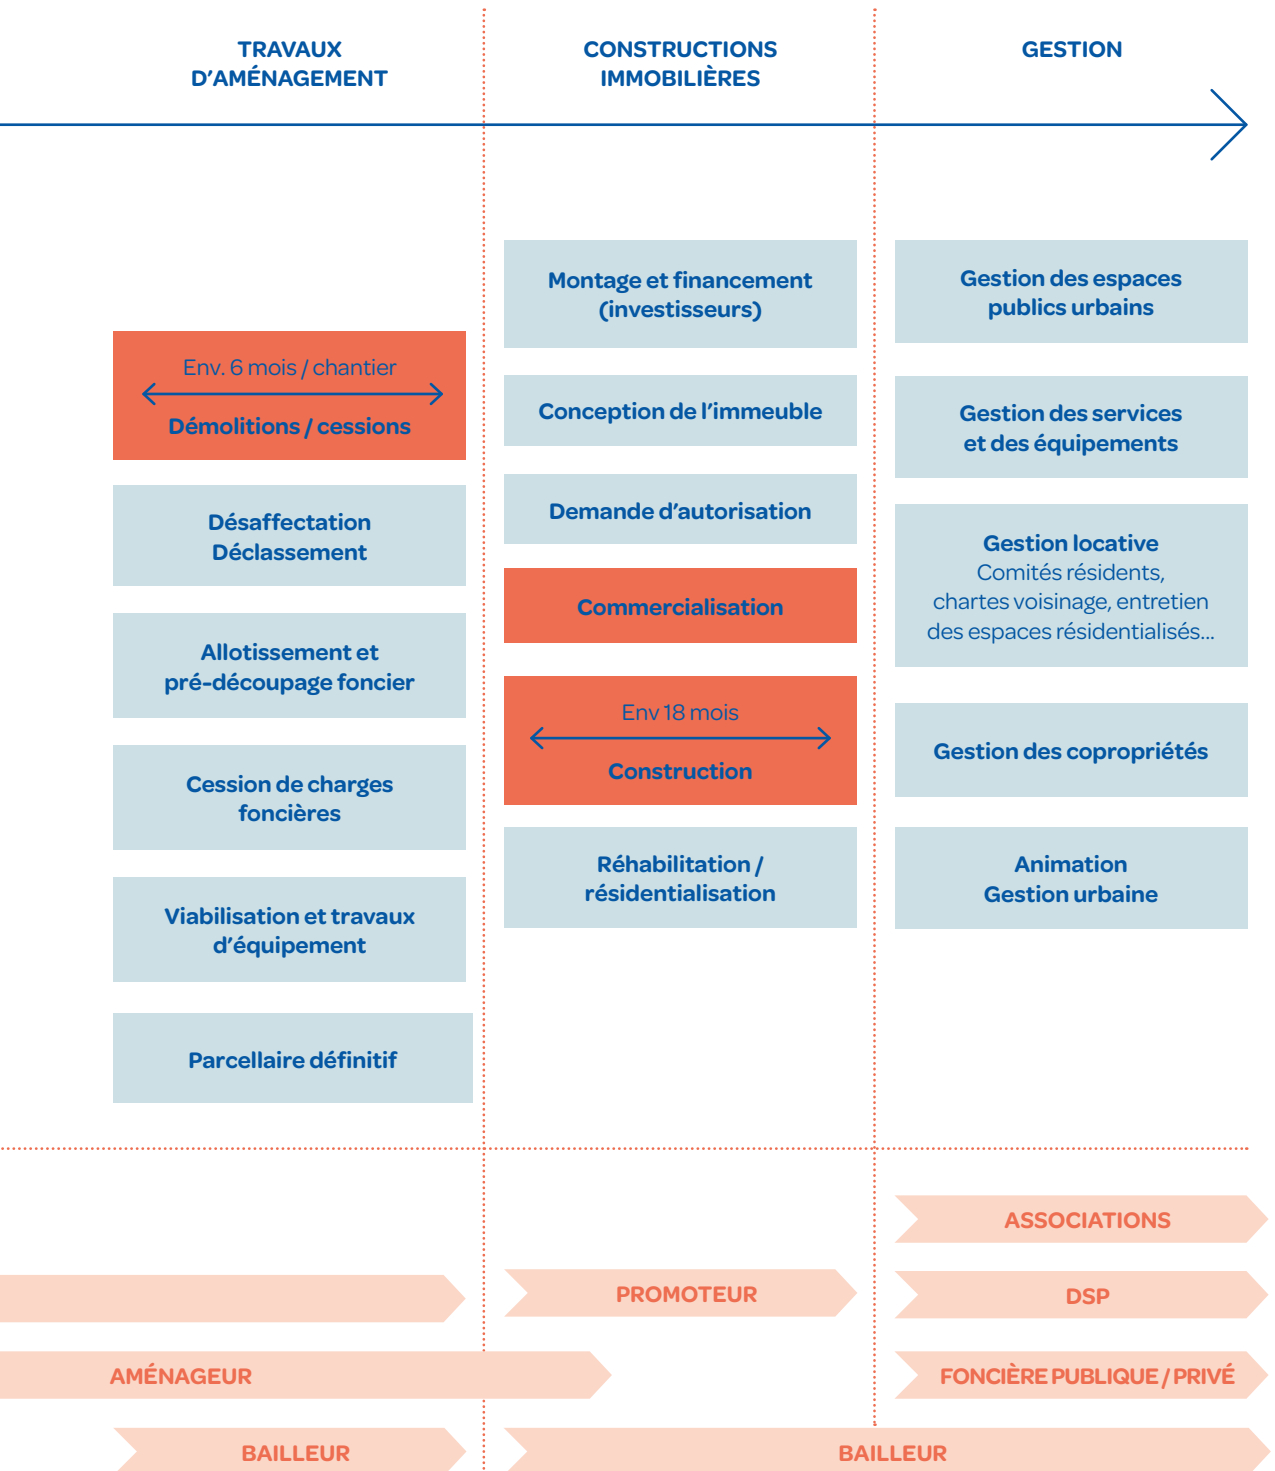 TRAVAUX
D'AMÉNAGEMENT
CONSTRUCTIONS
IMMOBILIÈRES
GESTION
Env. 6 mois / chantier
Démolitions / cessions
Désaffectation
Déclassement
Allotissement et
pré-découpage foncier
Cession de charges
foncières
Viabilisation et travaux
d'équipement
Parcellaire définitif
Montage et financement
(investisseurs)
Conception de l'immeuble
Demande d'autorisation
Commercialisation
Env 18 mois
Construction
Réhabilitation /
résidentialisation
Gestion des espaces
publics urbains
Gestion des services
et des équipements
Gestion locative
Comités résidents,
chartes voisinage, entretien
des espaces résidentialisés...
Gestion des copropriétés
Animation
Gestion urbaine
ASSOCIATIONS
PROMOTEUR
DSP
AMÉNAGEUR
FONCIÈRE PUBLIQUE / PRIVÉ
BAILLEUR
BAILLEUR